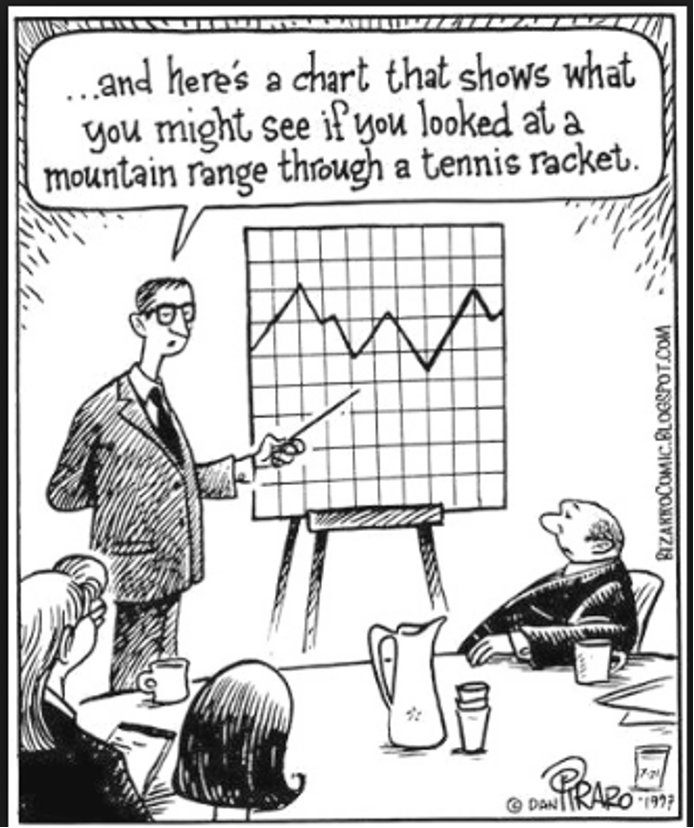 ...and here's a chart that shows what
you might see if you looked at a
mountain range through a tennis racket.
BIZARROCOMIC.BLOGSPOT.COM
7-21
© DAN PIRARO '1997